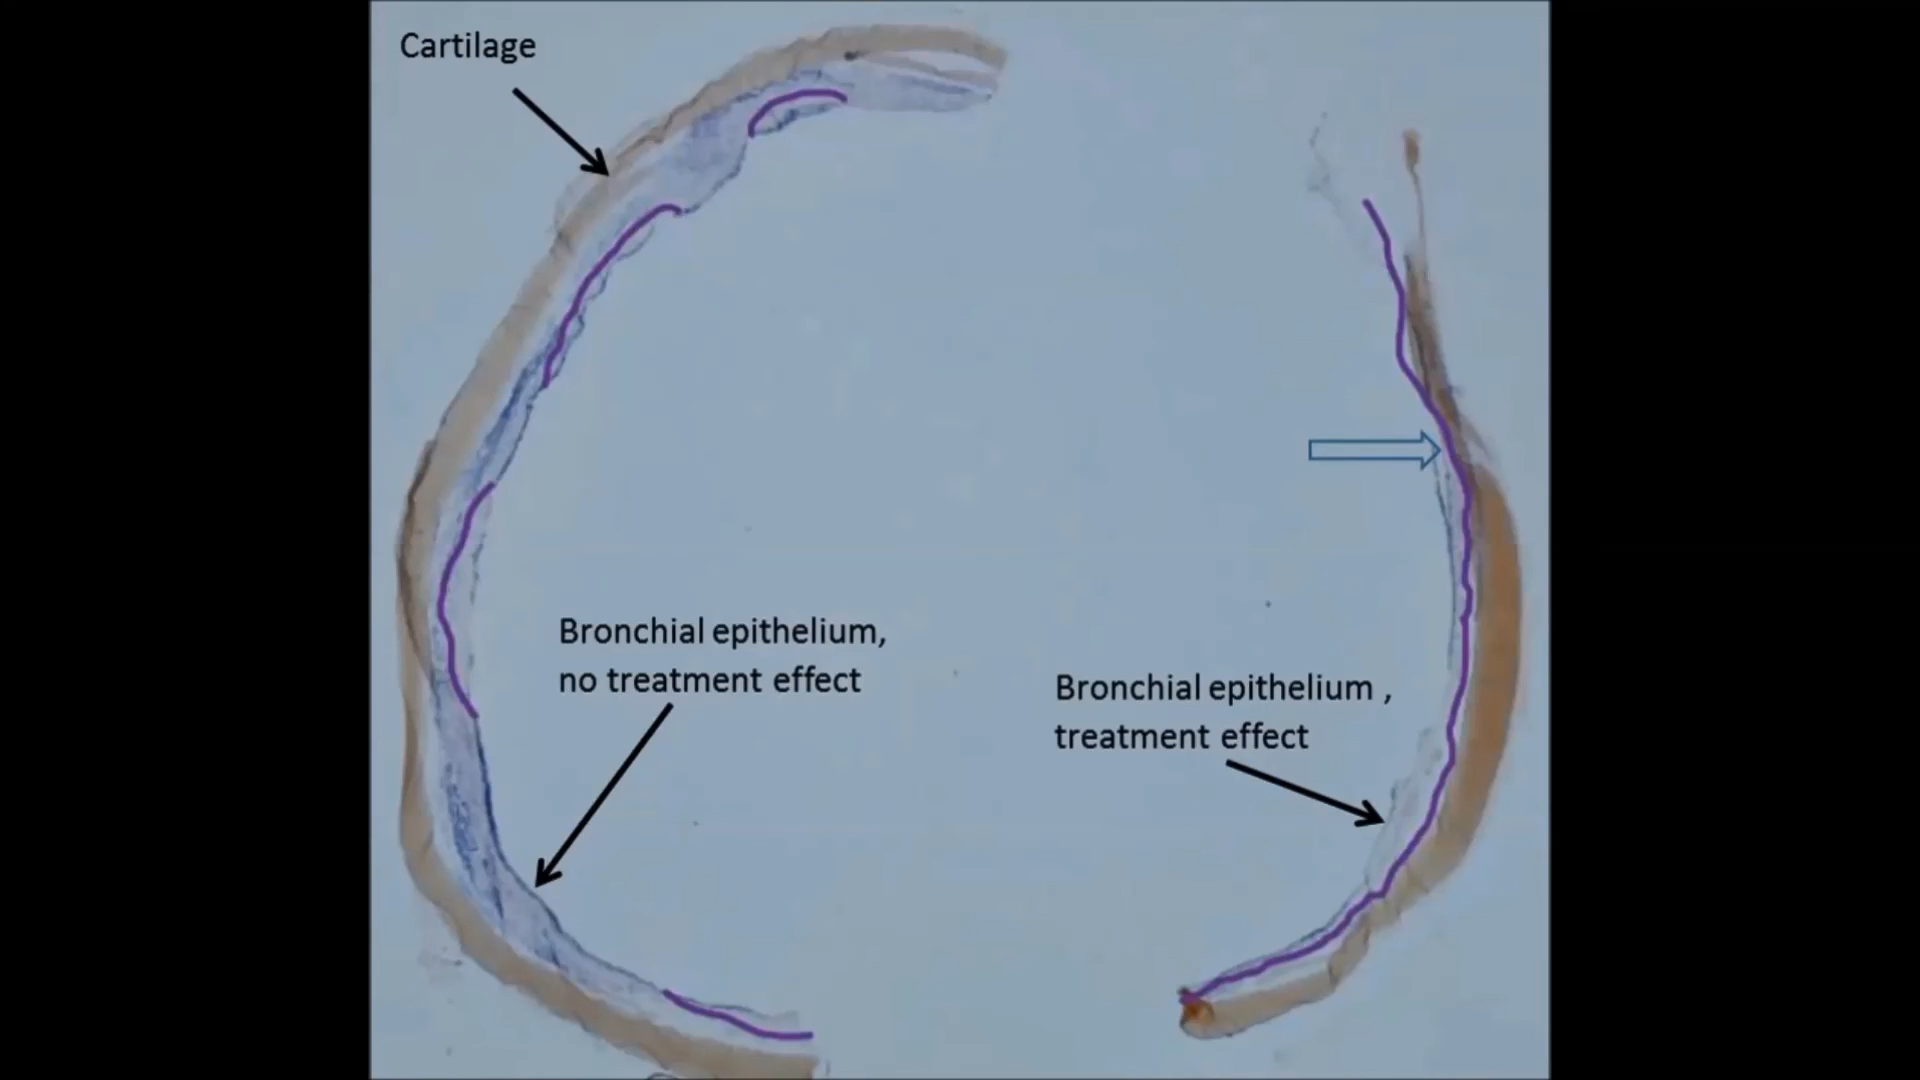 Cartilage
Bronchial epithelium,
no treatment effect
Bronchial epithelium ,
treatment effect